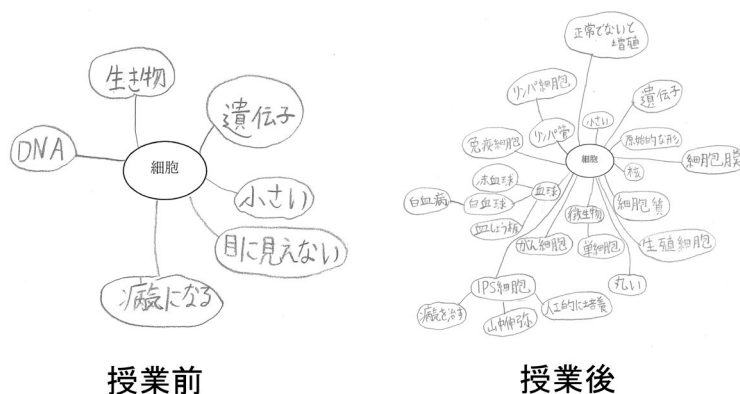 生き物
遺伝子
DNA
細胞
小さい
目に見えない
病気になる
授業前
正常でないと
増殖
リンパ細胞
遺伝子
小さい
リンパ管
原始的な形
免疫細胞
細胞
細胞膜
核
赤血球
血球
白血病
白血球
微生物
細胞質
血しょう板
がん細胞
単細胞
生殖細胞
IPS細胞
丸い
病気を治す
山中伸弥
人工的に培養
授業後